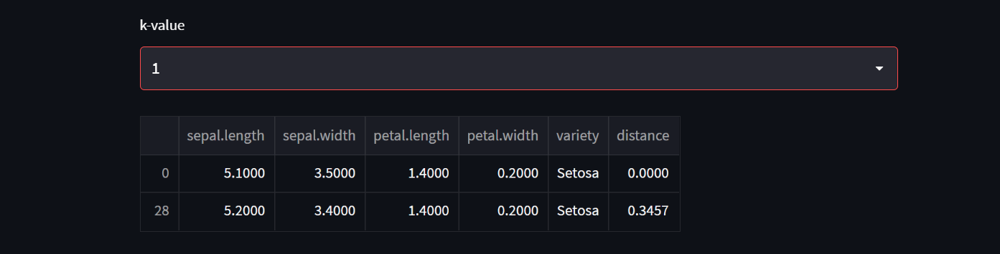 k-value
1
sepal.length sepal.width petal.length petal.width variety distance
0 5.1000 3.5000 1.4000 0.2000 Setosa 0.0000
28 5.2000 3.4000 1.4000 0.2000 Setosa 0.3457